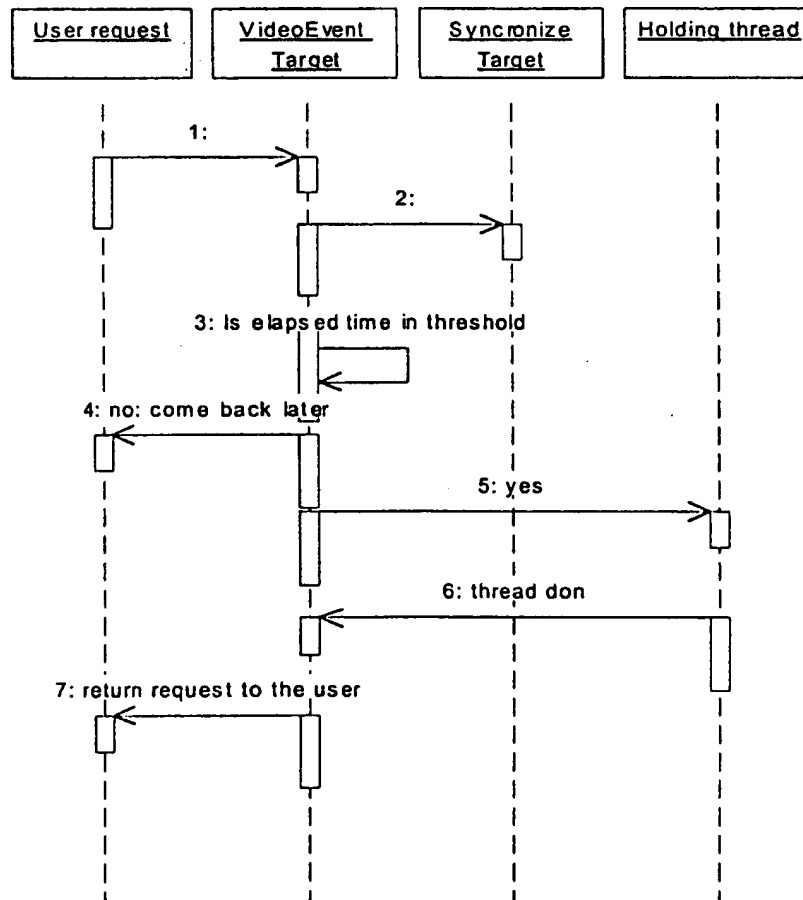 User request
VideoEvent
Target
Syncronize
Target
Holding thread
1:
2:
3: Is elapsed time in threshold
4: no: come back later
5: yes
6: thread don
7: return request to the user